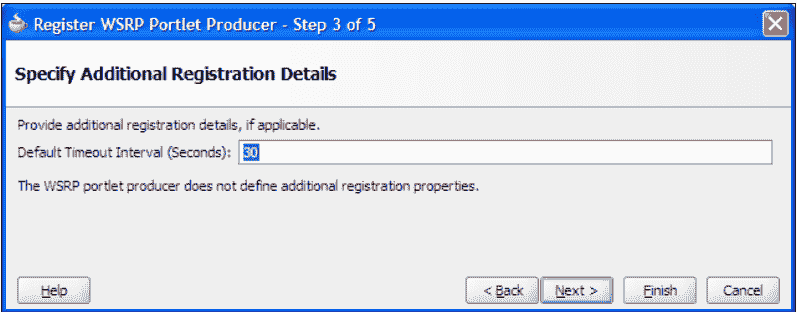 Register WSRP Portlet Producer - Step 3 of 5
Specify Additional Registration Details
Provide additional registration details, if applicable.
Default Timeout Interval (Seconds): 30
The WSRP portlet producer does not define additional registration properties.
Help < Back Next > Finish Cancel